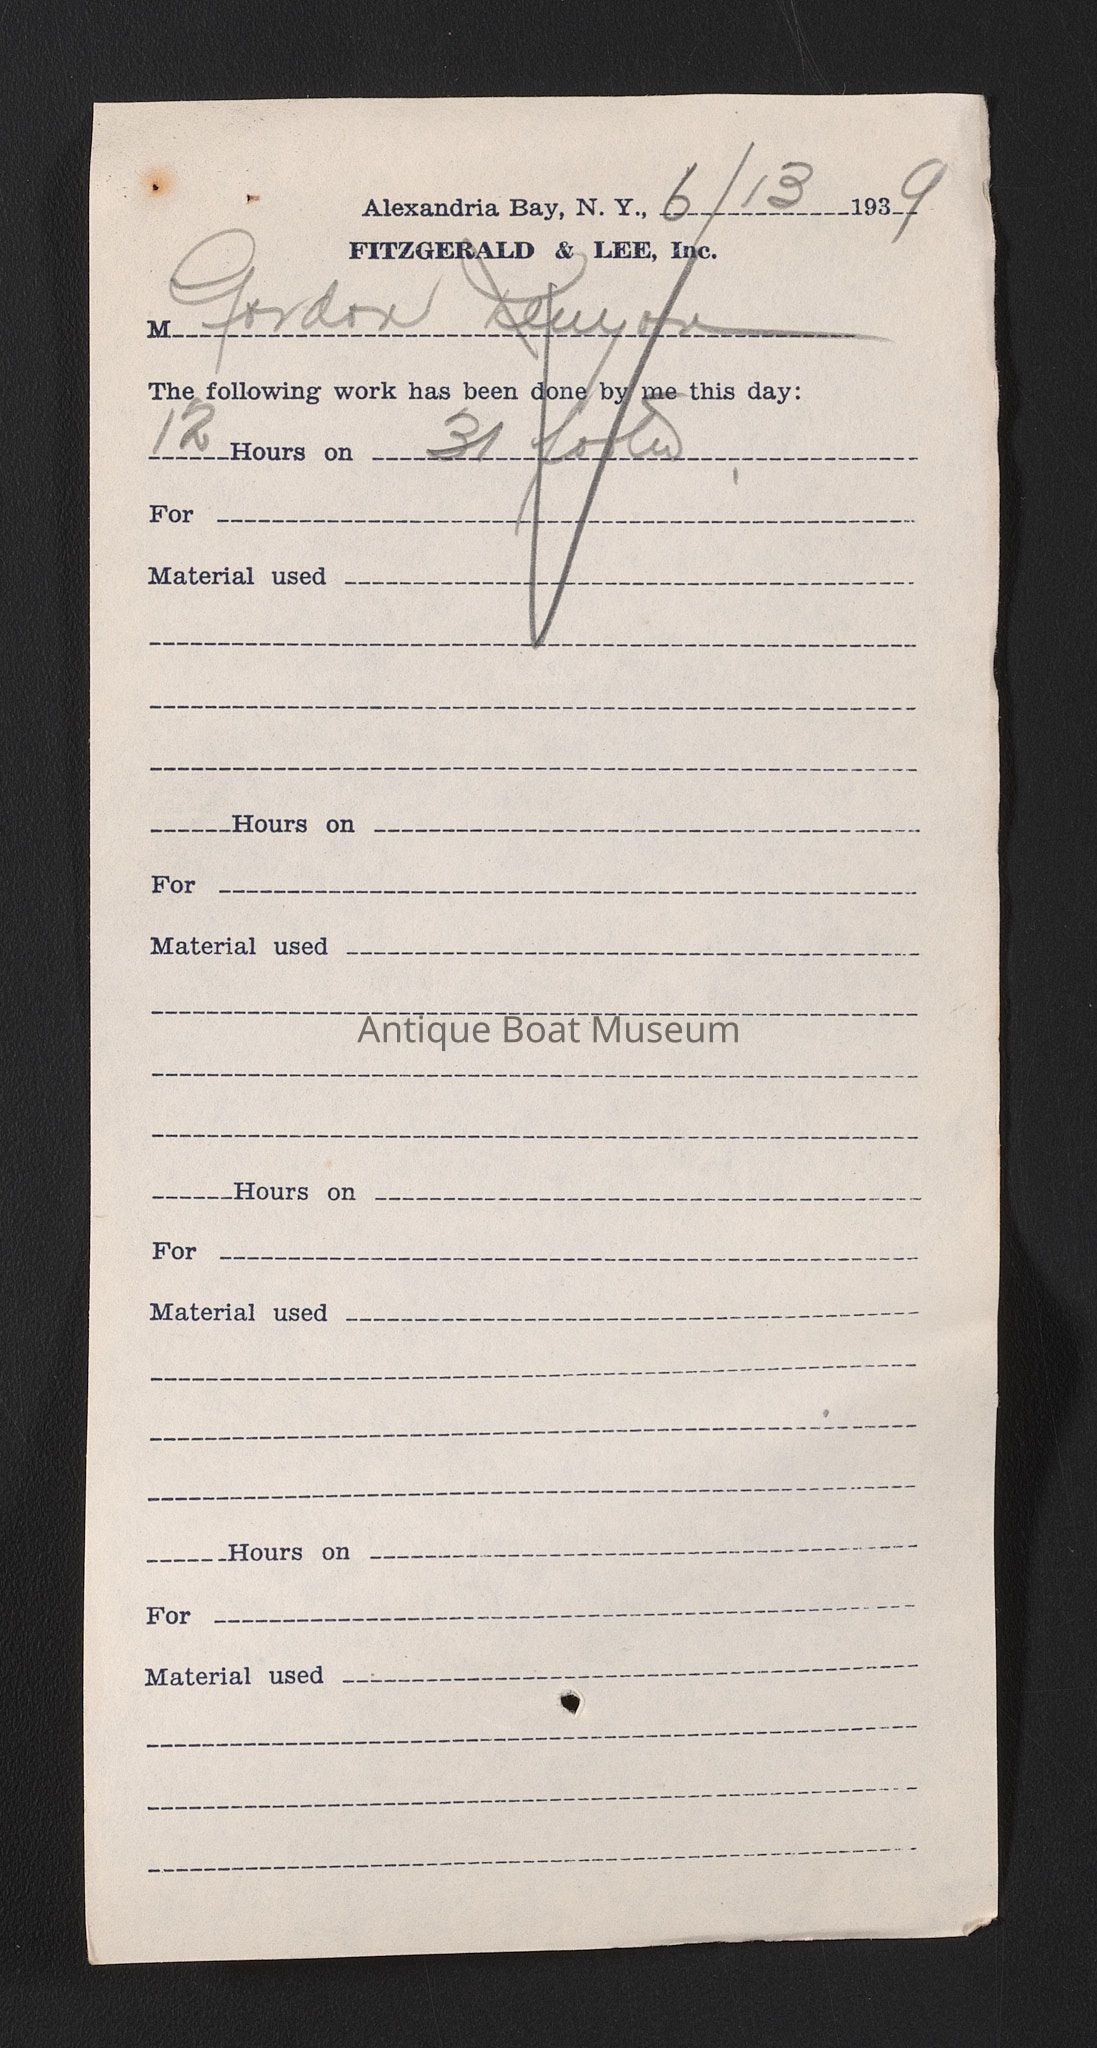 Alexandria Bay, N. Y., 6/13 1939
FITZGERALD & LEE, Inc.
M Gordon Kenyon
The following work has been done by me this day:
12 Hours on 31 footer
For
Material used
Hours on
For
Material used
Antique Boat Museum
Hours on
For
Material used
Hours on
For
Material used